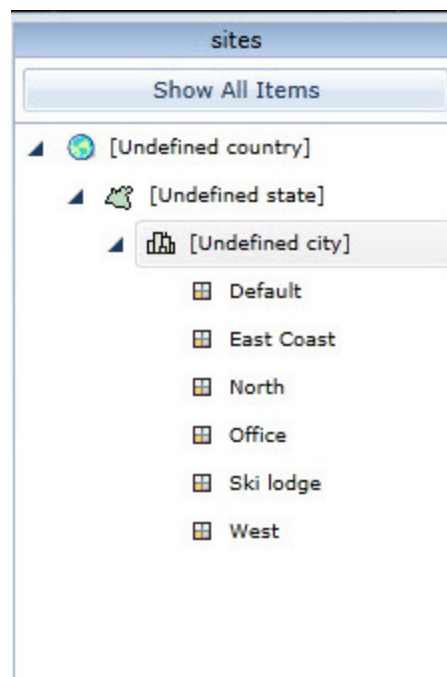 sites
Show All Items
[Undefined country]
[Undefined state]
[Undefined city]
Default
East Coast
North
Office
Ski lodge
West